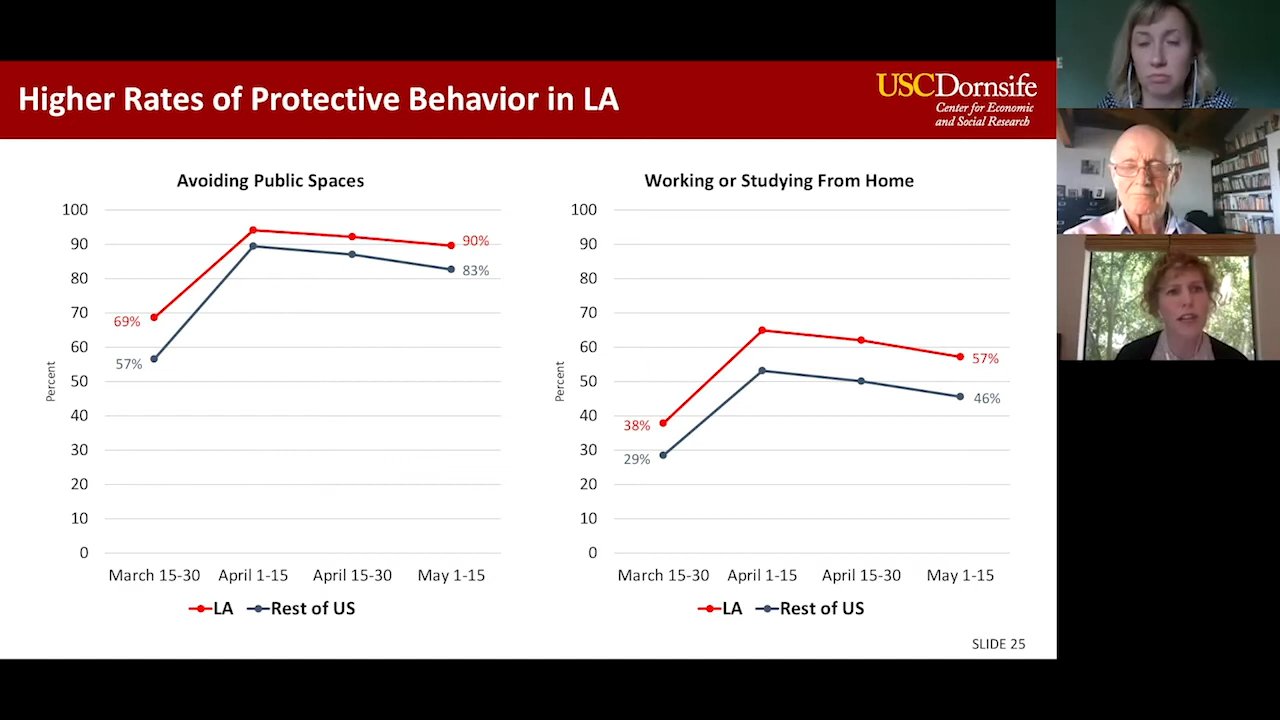 Higher Rates of Protective Behavior in LA
USCDornsife
Center for Economic
and Social Research
Avoiding Public Spaces
100
90
80
70
60
50
40
30
20
10
0
Percent
69%
57%
90%
83%
March 15-30 April 1-15 April 15-30 May 1-15
LA Rest of US
Working or Studying From Home
100
90
80
70
60
50
40
30
20
10
0
Percent
38%
29%
57%
46%
March 15-30 April 1-15 April 15-30 May 1-15
LA Rest of US
SLIDE 25